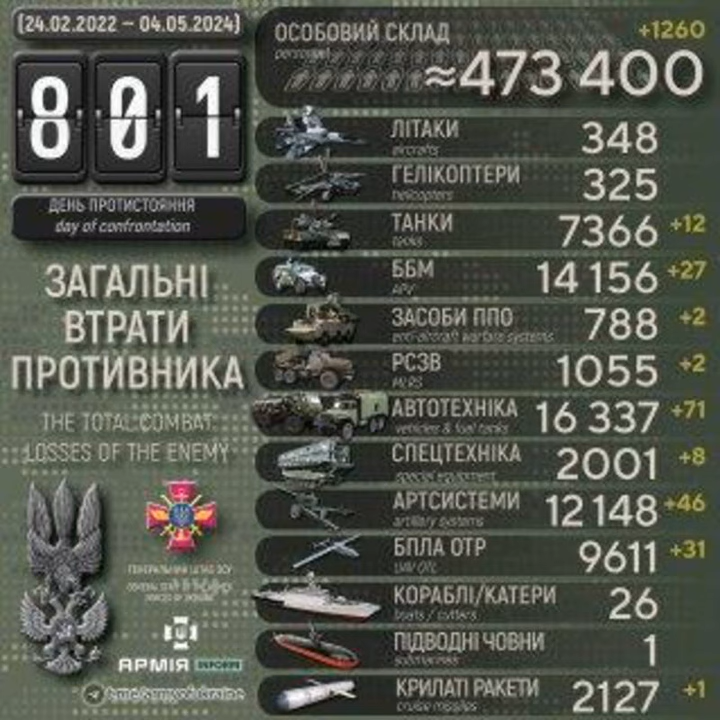 (24.02.2022 – 04.05.2024)
801
ДЕНЬ ПРОТИСТОЯННЯ
day of confrontation
ЗАГАЛЬНІ
ВТРАТИ
ПРОТИВНИКА
THE TOTAL COMBAT
LOSSES OF THE ENEMY
ГЕНЕРАЛЬНИЙ ШТАБ ЗСУ
АРМІЯ INFORM
ОСОБОВИЙ СКЛАД +1260
personnel
≈473 400
ЛІТАКИ 348
aircrafts
ГЕЛІКОПТЕРИ 325
helicopters
ТАНКИ 7366 +12
tanks
ББМ 14 156 +27
APV
ЗАСОБИ ППО 788 +2
anti-aircraft warfare systems
РСЗВ 1055 +2
MLRS
АВТОТЕХНІКА 16 337 +71
vehicles & fuel tanks
СПЕЦТЕХНІКА 2001 +8
special equipment
АРТСИСТЕМИ 12 148 +46
artillery systems
БПЛА ОТР 9611 +31
UAV OTL
КОРАБЛІ/КАТЕРИ 26
boats / cutters
ПІДВОДНІ ЧОВНИ 1
submarines
КРИЛАТІ РАКЕТИ 2127 +1
cruise missiles